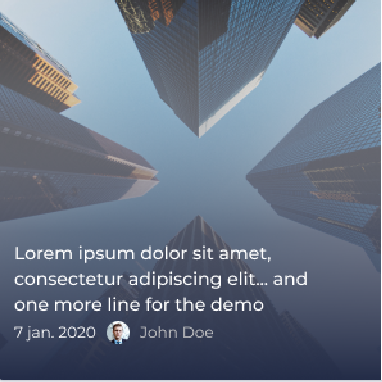 Lorem ipsum dolor sit amet,
consectetur adipiscing elit... and
one more line for the demo
7 jan. 2020 John Doe